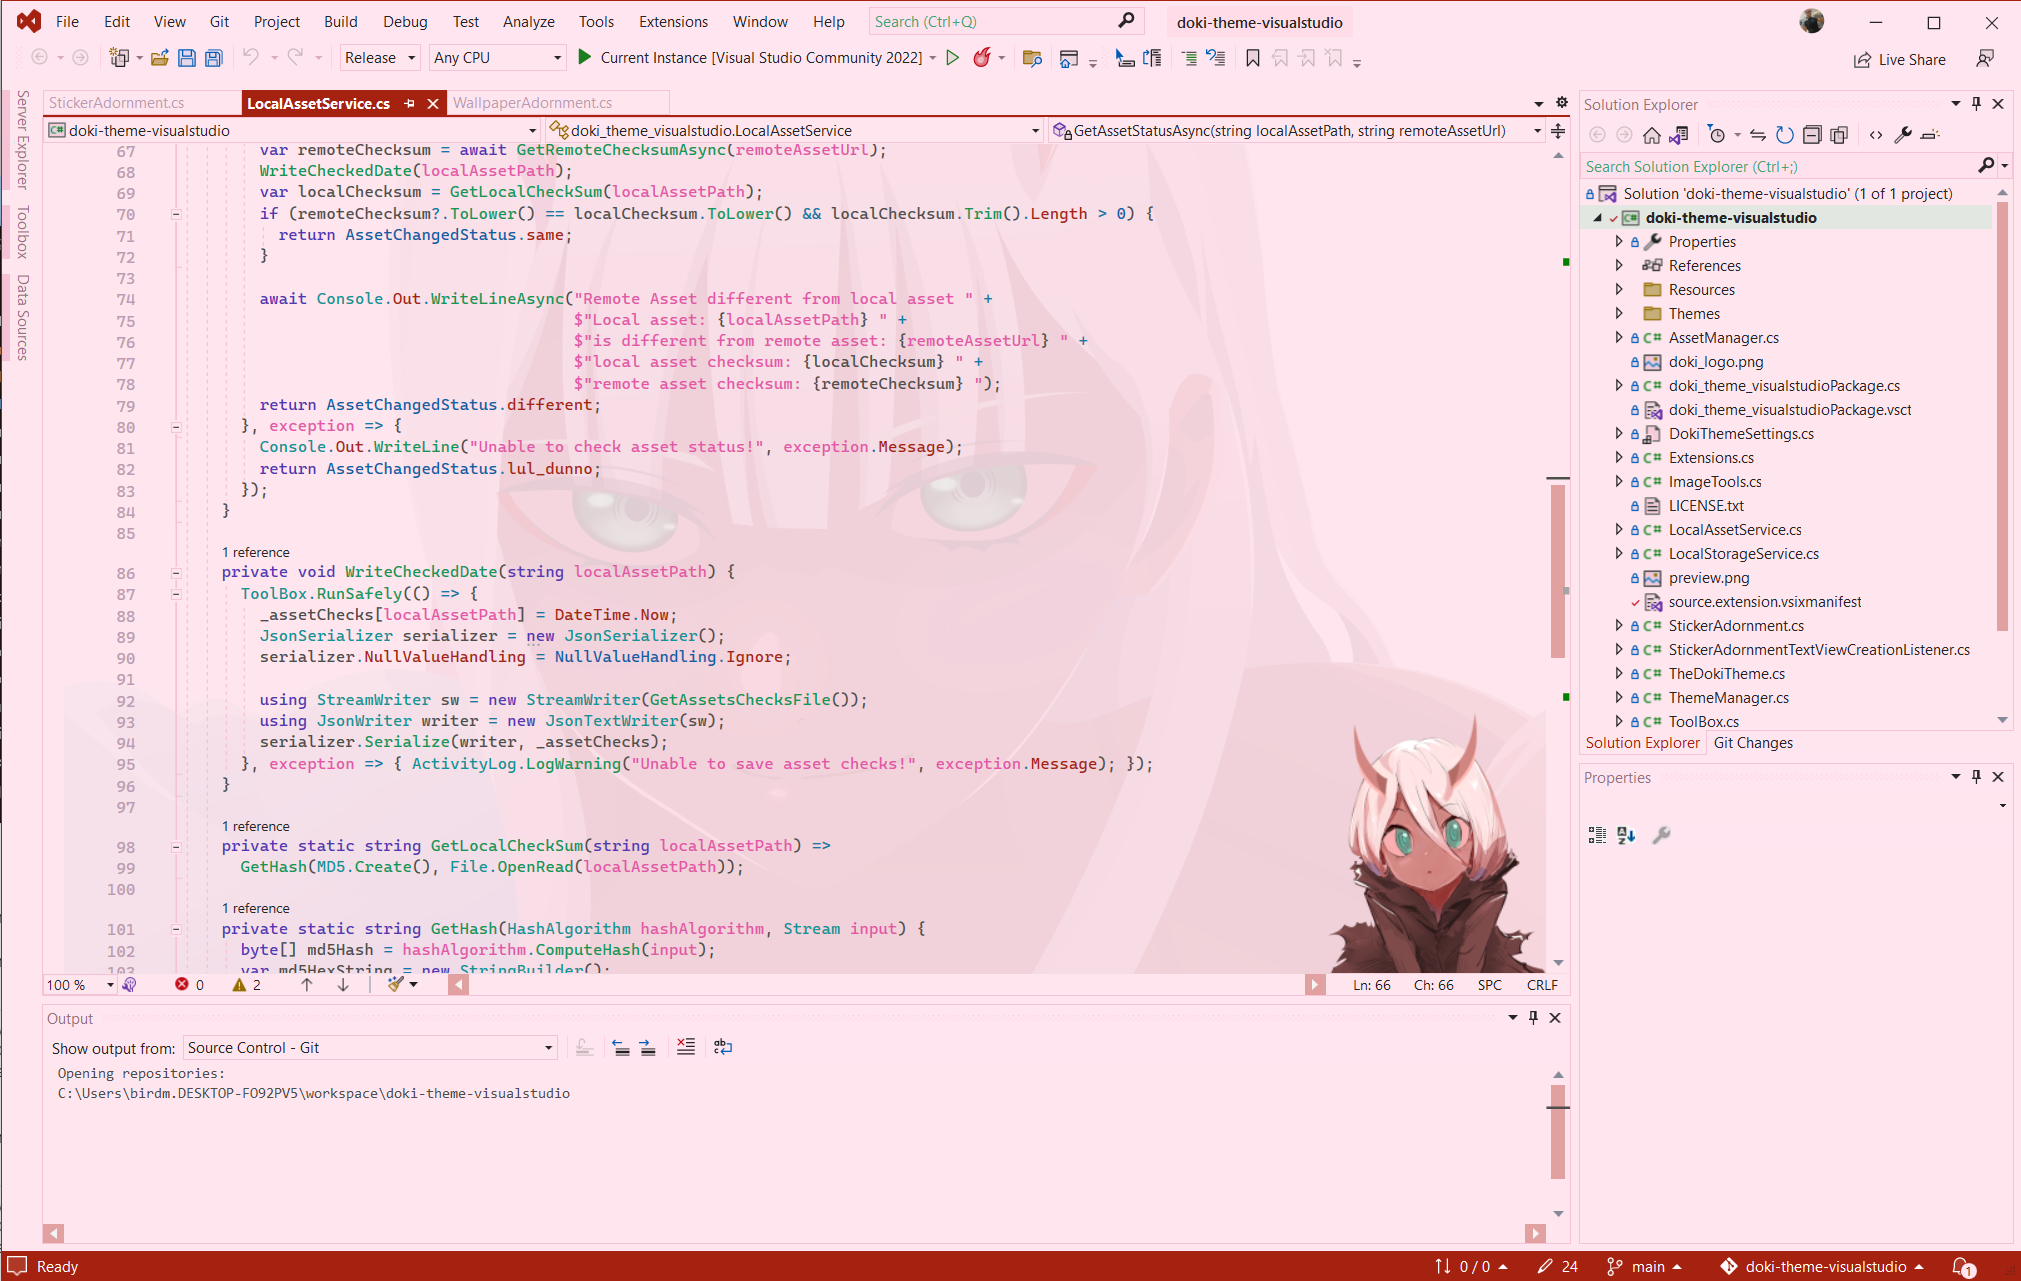 File Edit View Git Project Build Debug Test Analyze Tools Extensions Window Help Search (Ctrl+Q) doki-theme-visualstudio
Release Any CPU Current Instance [Visual Studio Community 2022] Live Share
Server Explorer
Toolbox
Data Sources
StickerAdornment.cs LocalAssetService.cs WallpaperAdornment.cs
C# doki-theme-visualstudio doki_theme_visualstudio.LocalAssetService GetAssetStatusAsync(string localAssetPath, string remoteAssetUrl)
67 var remoteChecksum = await GetRemoteChecksumAsync(remoteAssetUrl);
68 WriteCheckedDate(localAssetPath);
69 var localChecksum = GetLocalCheckSum(localAssetPath);
70 if (remoteChecksum?.ToLower() == localChecksum.ToLower() && localChecksum.Trim().Length > 0) {
71 return AssetChangedStatus.same;
72 }
73
74 await Console.Out.WriteLineAsync("Remote Asset different from local asset " +
75 $"Local asset: {localAssetPath} " +
76 $"is different from remote asset: {remoteAssetUrl} " +
77 $"local asset checksum: {localChecksum} " +
78 $"remote asset checksum: {remoteChecksum} ");
79 return AssetChangedStatus.different;
80 }, exception => {
81 Console.Out.WriteLine("Unable to check asset status!", exception.Message);
82 return AssetChangedStatus.lul_dunno;
83 });
84 }
85
1 reference
86 private void WriteCheckedDate(string localAssetPath) {
87 ToolBox.RunSafely(() => {
88 _assetChecks[localAssetPath] = DateTime.Now;
89 JsonSerializer serializer = new JsonSerializer();
90 serializer.NullValueHandling = NullValueHandling.Ignore;
91
92 using StreamWriter sw = new StreamWriter(GetAssetsChecksFile());
93 using JsonWriter writer = new JsonTextWriter(sw);
94 serializer.Serialize(writer, _assetChecks);
95 }, exception => { ActivityLog.LogWarning("Unable to save asset checks!", exception.Message); });
96 }
97
1 reference
98 private static string GetLocalCheckSum(string localAssetPath) =>
99 GetHash(MD5.Create(), File.OpenRead(localAssetPath));
100
1 reference
101 private static string GetHash(HashAlgorithm hashAlgorithm, Stream input) {
102 byte[] md5Hash = hashAlgorithm.ComputeHash(input);
103 var md5HexString = new StringBuilder();
100 % 0 2 Ln: 66 Ch: 66 SPC CRLF
Output
Show output from: Source Control - Git
Opening repositories:
C:\Users\birdm.DESKTOP-FO92PV5\workspace\doki-theme-visualstudio
Solution Explorer
Search Solution Explorer (Ctrl+;)
Solution 'doki-theme-visualstudio' (1 of 1 project)
C# doki-theme-visualstudio
Properties
References
Resources
Themes
C# AssetManager.cs
doki_logo.png
C# doki_theme_visualstudioPackage.cs
doki_theme_visualstudioPackage.vsct
DokiThemeSettings.cs
C# Extensions.cs
C# ImageTools.cs
LICENSE.txt
C# LocalAssetService.cs
C# LocalStorageService.cs
preview.png
source.extension.vsixmanifest
C# StickerAdornment.cs
C# StickerAdornmentTextViewCreationListener.cs
C# TheDokiTheme.cs
C# ThemeManager.cs
C# ToolBox.cs
Solution Explorer Git Changes
Properties
Ready 0 / 0 24 main doki-theme-visualstudio 1